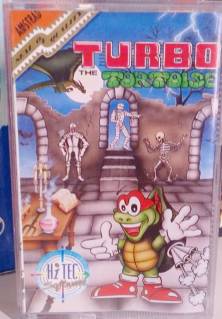 AMSTRAD
TURBO
THE
TORTOISE
HI TEC